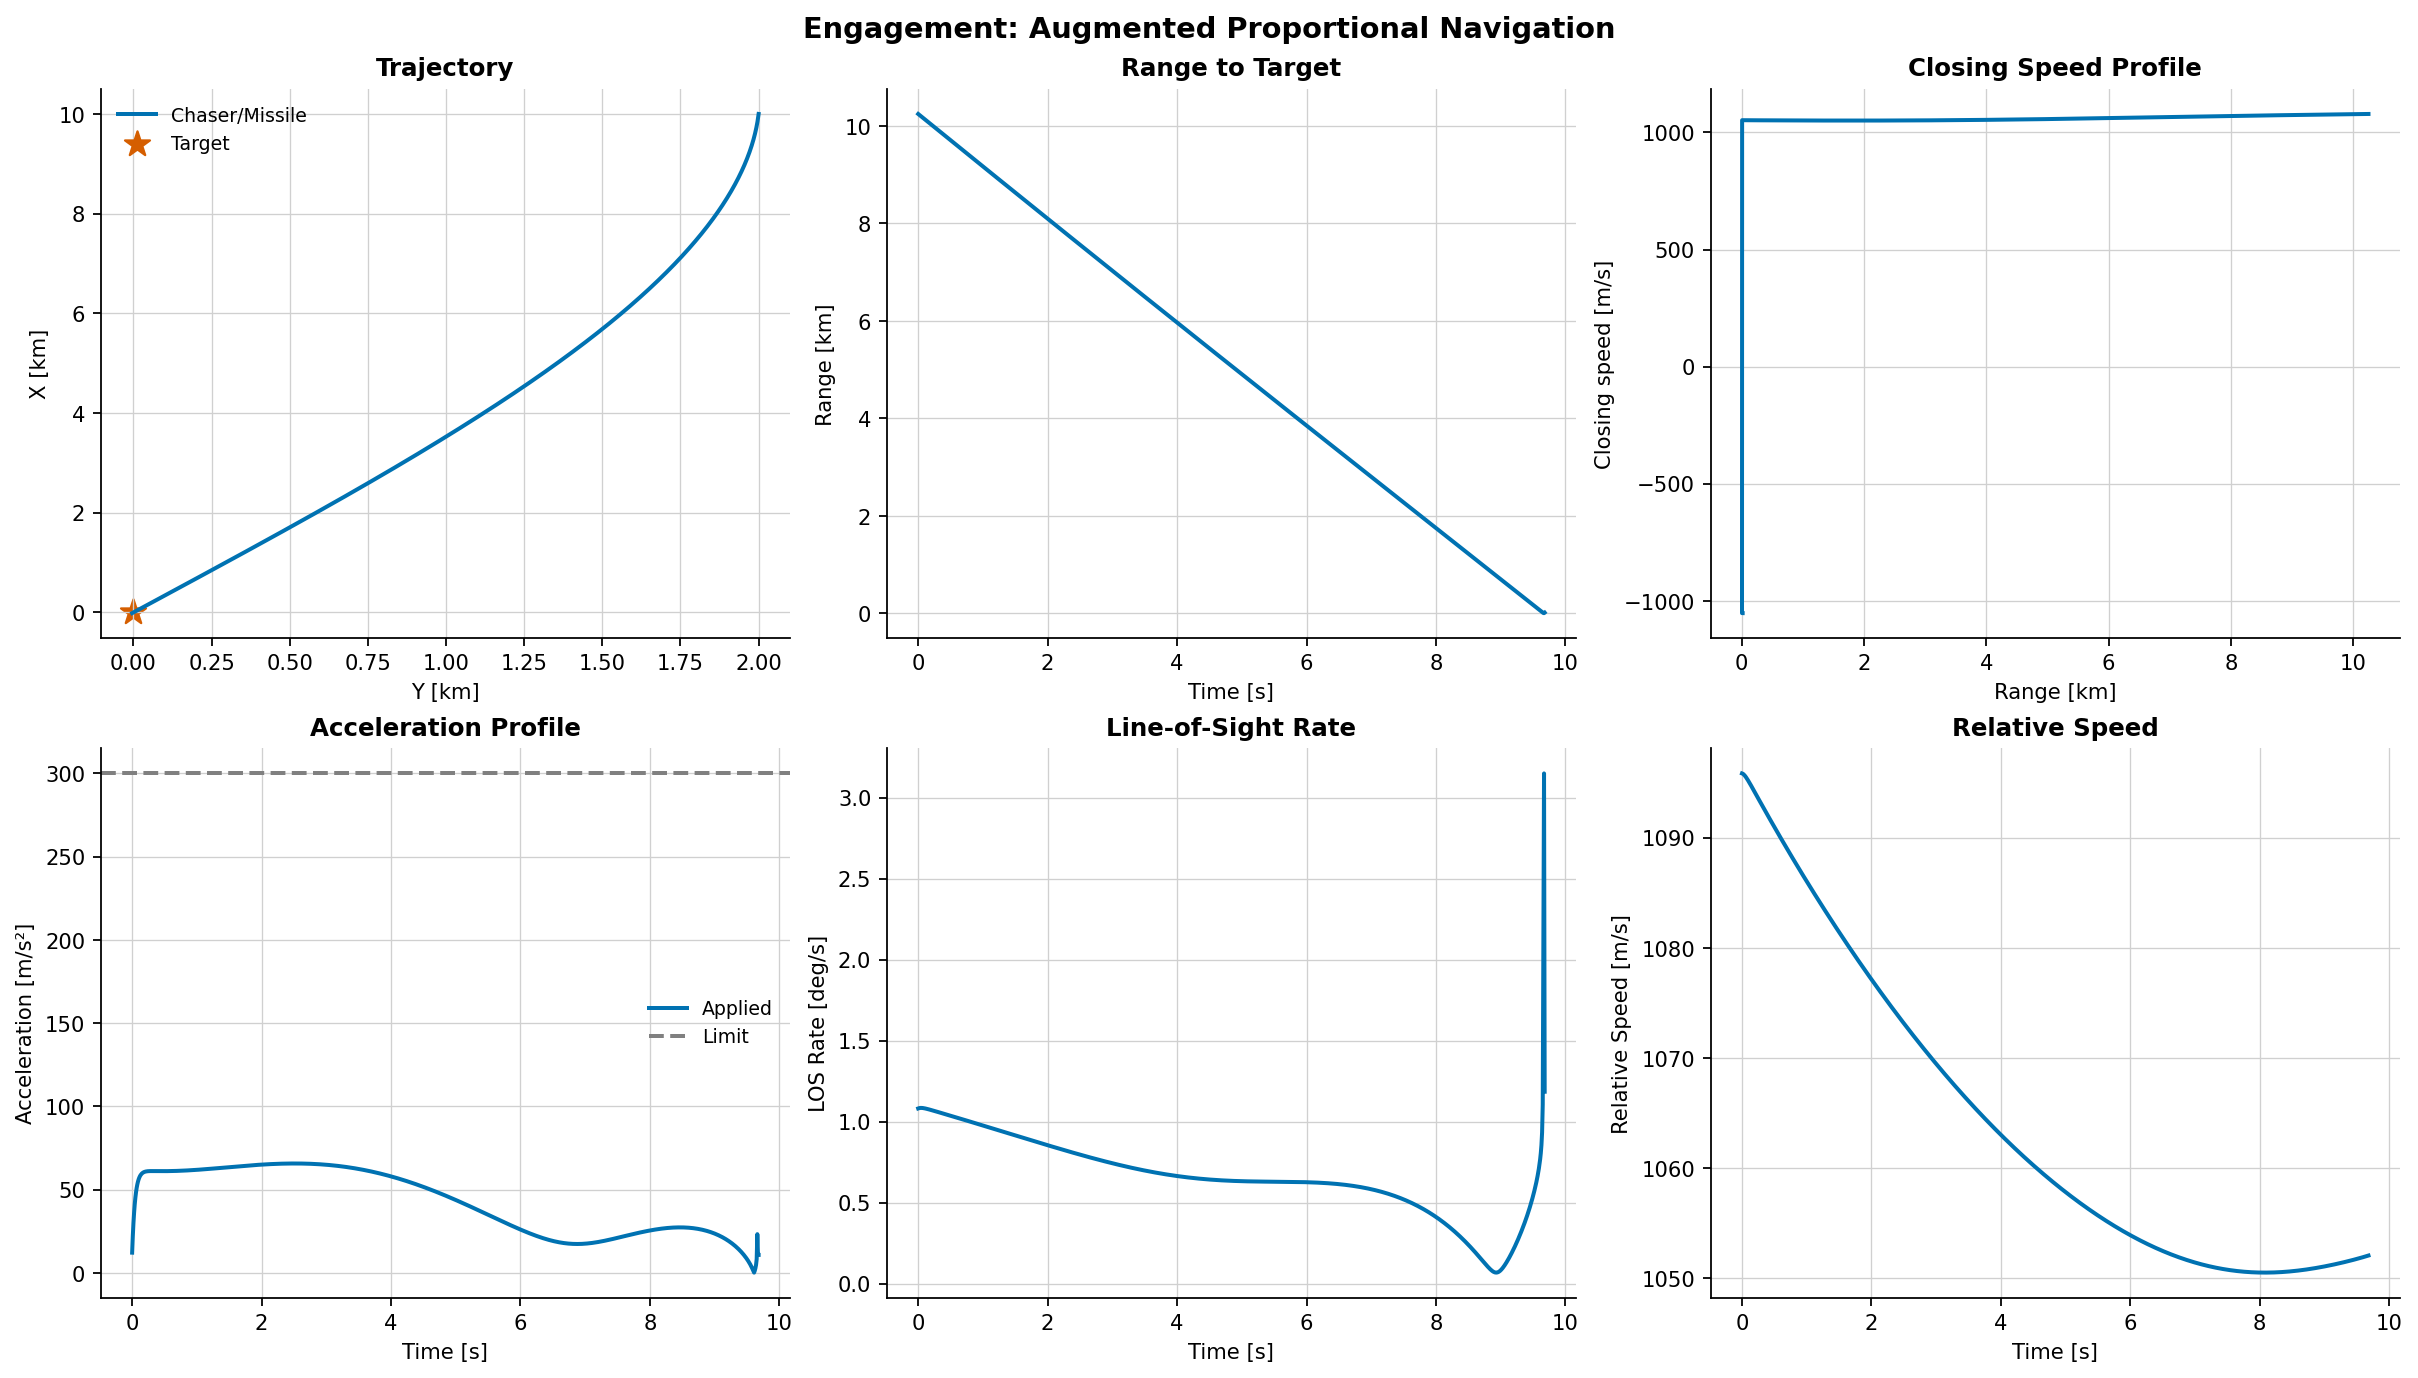 Engagement: Augmented Proportional Navigation
Trajectory
Chaser/Missile
Target
10
8
6
4
2
0
X [km]
0.00 0.25 0.50 0.75 1.00 1.25 1.50 1.75 2.00
Y [km]
Range to Target
10
8
6
4
2
0
Range [km]
0 2 4 6 8 10
Time [s]
Closing Speed Profile
1000
500
0
−500
−1000
Closing speed [m/s]
0 2 4 6 8 10
Range [km]
Acceleration Profile
300
250
200
150
100
50
0
Acceleration [m/s²]
Applied
Limit
0 2 4 6 8 10
Time [s]
Line-of-Sight Rate
3.0
2.5
2.0
1.5
1.0
0.5
0.0
LOS Rate [deg/s]
0 2 4 6 8 10
Time [s]
Relative Speed
1090
1080
1070
1060
1050
Relative Speed [m/s]
0 2 4 6 8 10
Time [s]